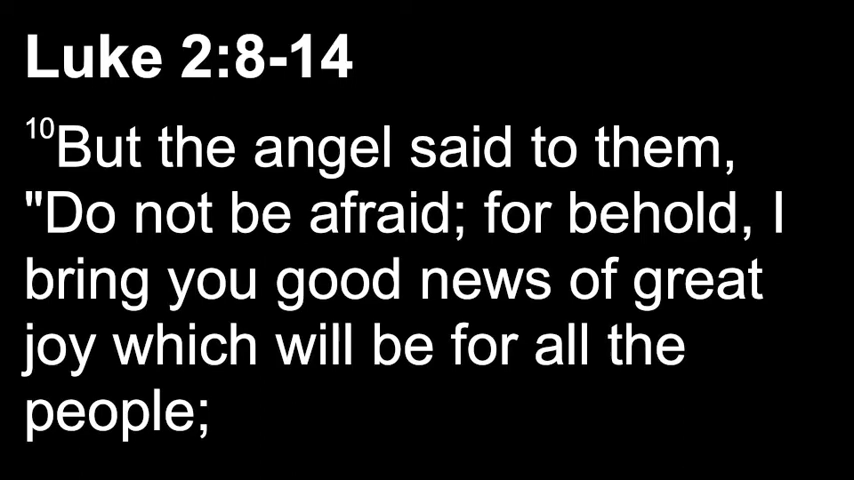 Luke 2:8-14
10But the angel said to them,
"Do not be afraid; for behold, I
bring you good news of great
joy which will be for all the
people;